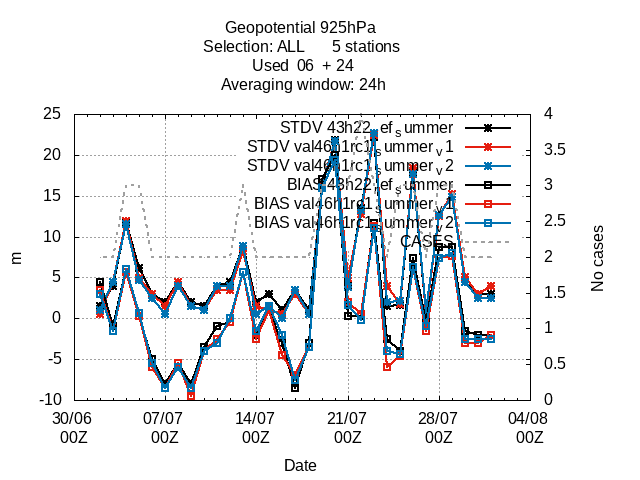 Geopotential 925hPa
Selection: ALL 5 stations
Used 06 + 24
Averaging window: 24h
STDV 43h22_ref_summer
STDV val46h1rc1_summer_v1
STDV val46h1rc1_summer_v2
BIAS 43h22_ref_summer
BIAS val46h1rc1_summer_v1
BIAS val46h1rc1_summer_v2
CASES
25
20
15
10
5
0
-5
-10
m
4
3.5
3
2.5
2
1.5
1
0.5
0
No cases
30/06 07/07 14/07 21/07 28/07 04/08
00Z 00Z 00Z 00Z 00Z 00Z
Date